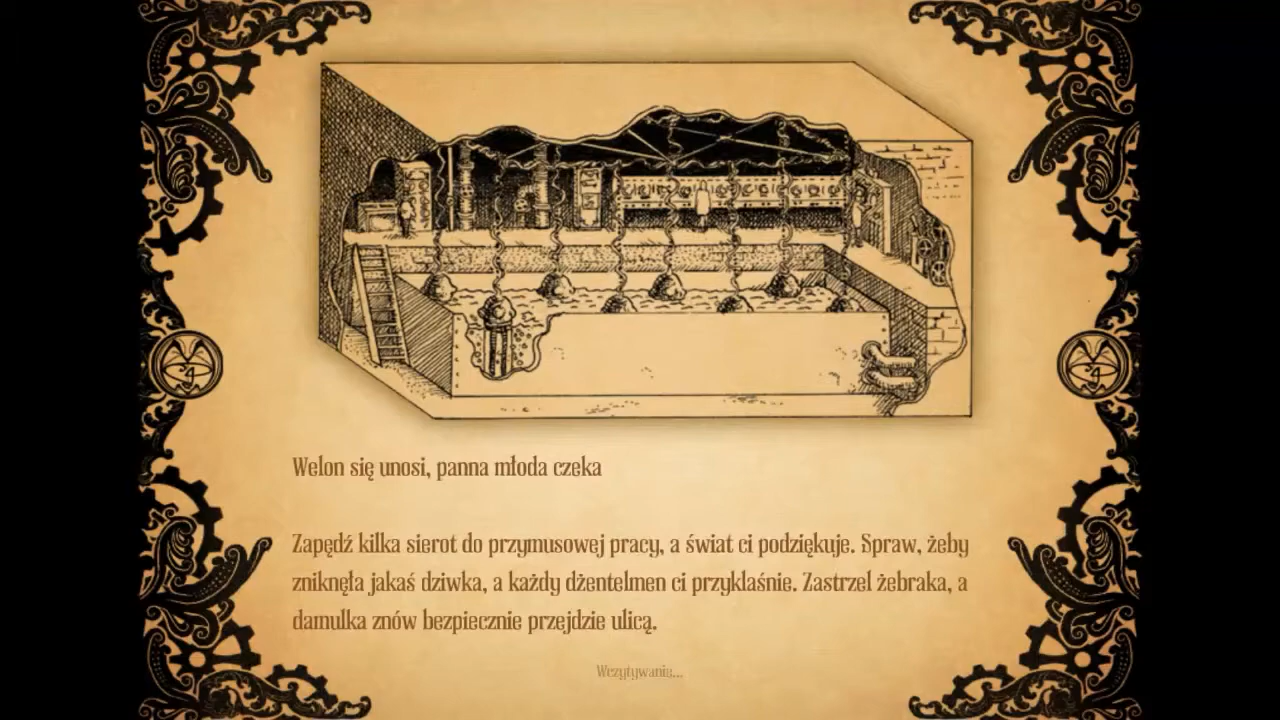 Welon się unosi, panna młoda czeka
Zapędź kilka sierot do przymusowej pracy, a świat ci podziękuje. Spraw, żeby
zniknęła jakaś dziwka, a każdy dżentelmen ci przyklaśnie. Zastrzel żebraka, a
damulka znów bezpiecznie przejdzie ulicą.
Wczytywanie...